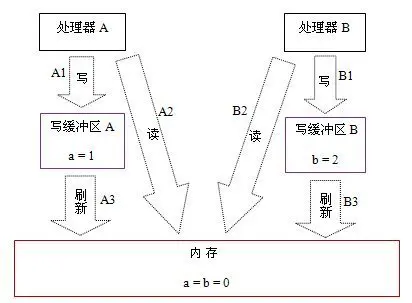 处理器 A
处理器 B
A1
写
A2
读
B2
读
写
B1
写缓冲区 A
a = 1
写缓冲区 B
b = 2
刷新
A3
刷新
B3
内 存
a = b = 0